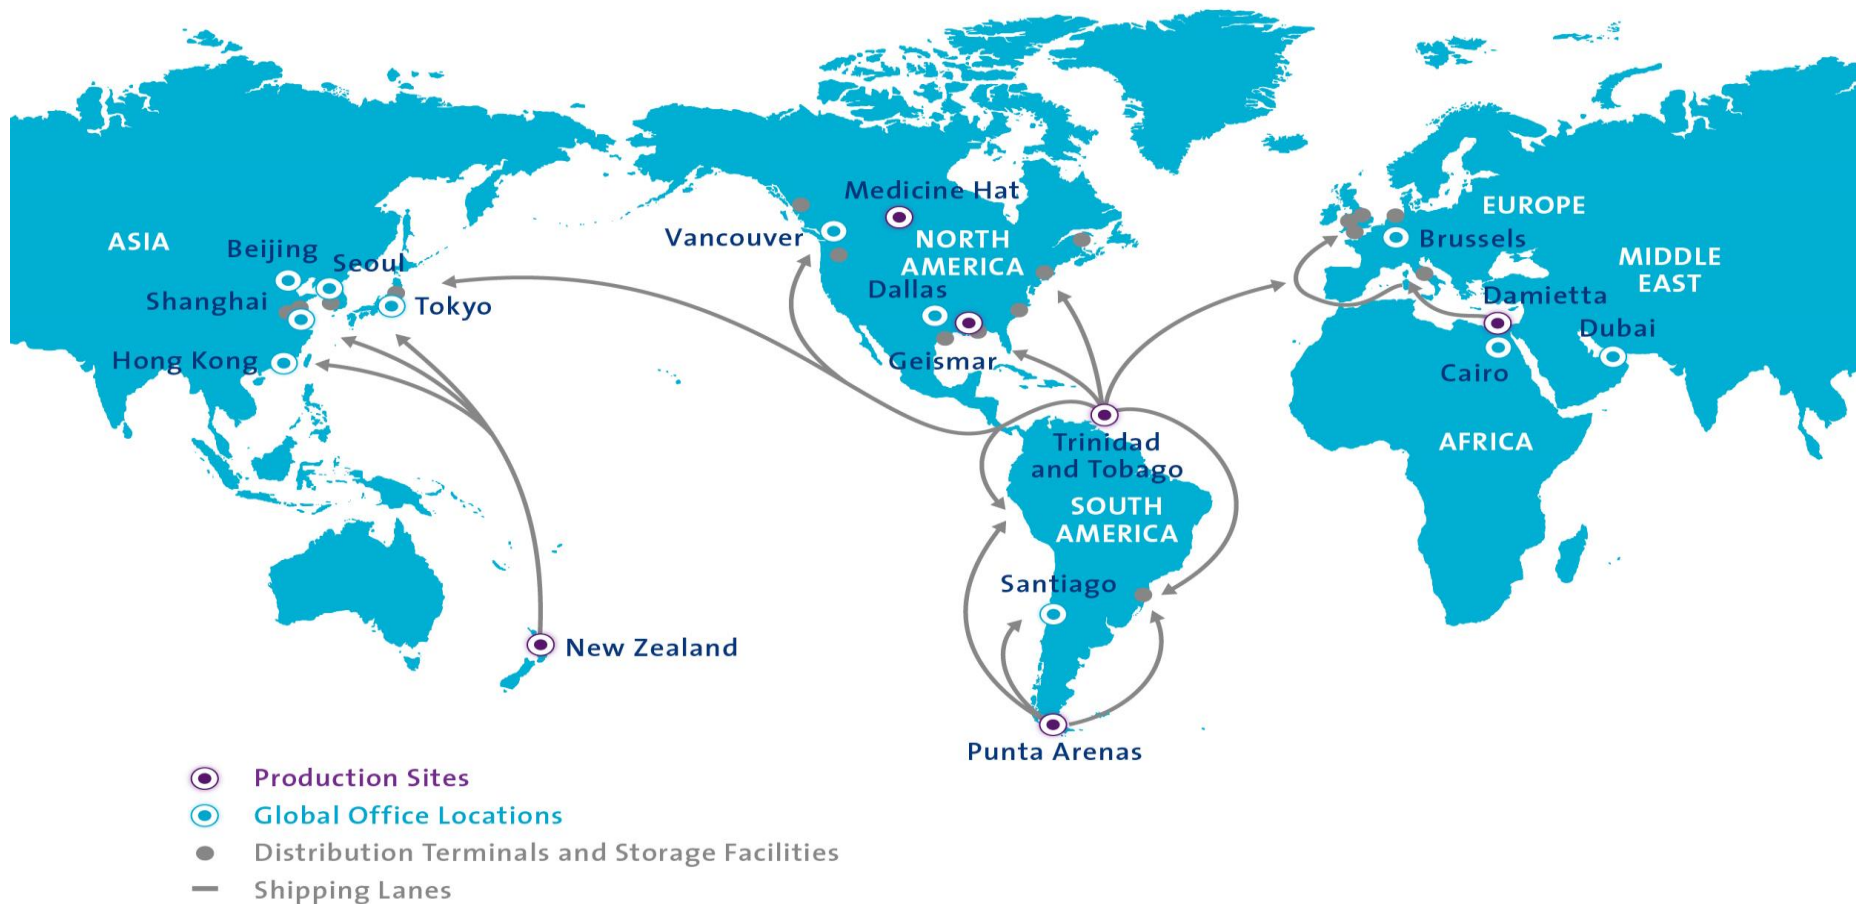 Medicine Hat
EUROPE
Vancouver
NORTH
AMERICA
ASIA
Beijing
Seoul
Brussels
MIDDLE
EAST
Shanghai
Tokyo
Dallas
Damietta
Dubai
Hong Kong
Geismar
Cairo
Trinidad
and Tobago
AFRICA
SOUTH
AMERICA
Santiago
New Zealand
Punta Arenas
Production Sites
Global Office Locations
Distribution Terminals and Storage Facilities
Shipping Lanes